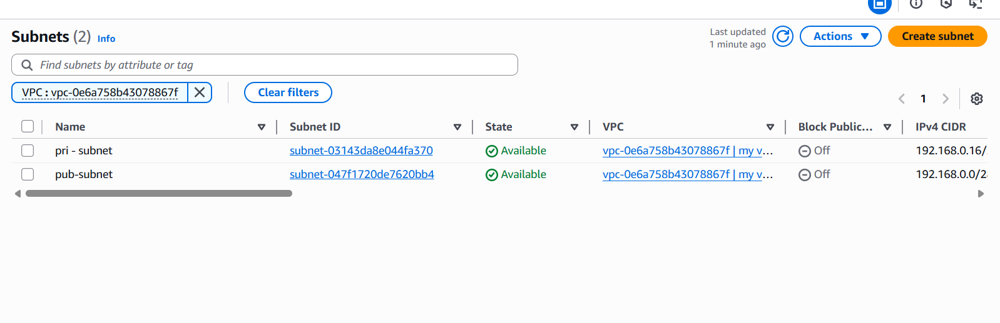 Subnets (2) Info
Last updated
1 minute ago
Actions
Create subnet
Find subnets by attribute or tag
VPC : vpc-0e6a758b43078867f
Clear filters
1
Name Subnet ID State VPC Block Public... IPv4 CIDR
pri - subnet subnet-03143da8e044fa370 Available vpc-0e6a758b43078867f | my v... Off 192.168.0.16/
pub-subnet subnet-047f1720de7620bb4 Available vpc-0e6a758b43078867f | my v... Off 192.168.0.0/2